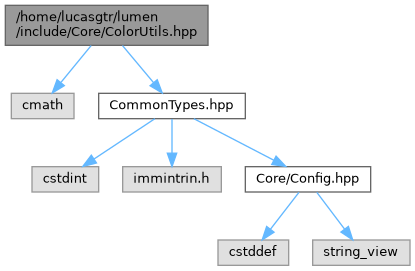 /home/lucasgtr/lumen
/include/Core/ColorUtils.hpp
cmath
CommonTypes.hpp
cstdint
immintrin.h
Core/Config.hpp
cstddef
string_view